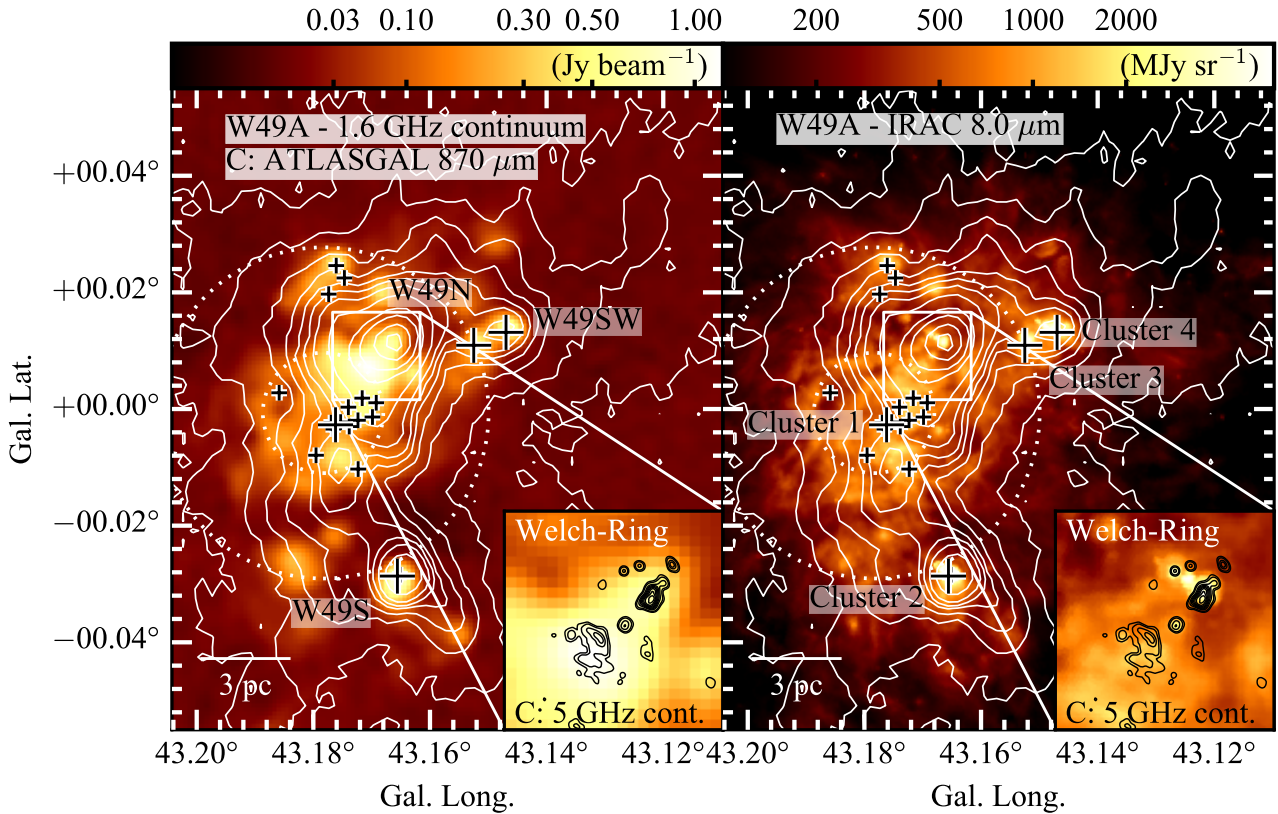 0.03 0.10 0.30 0.50 1.00
200 500 1000 2000
(Jy beam⁻¹)
(MJy sr⁻¹)
W49A - 1.6 GHz continuum
C: ATLASGAL 870 μm
W49A - IRAC 8.0 μm
+00.04°
+00.02°
+00.00°
−00.02°
−00.04°
Gal. Lat.
W49N
W49SW
W49S
3 pc
Welch-Ring
C: 5 GHz cont.
Cluster 4
Cluster 3
Cluster 1
Cluster 2
3 pc
Welch-Ring
C: 5 GHz cont.
43.20° 43.18° 43.16° 43.14° 43.12°
43.20° 43.18° 43.16° 43.14° 43.12°
Gal. Long.
Gal. Long.